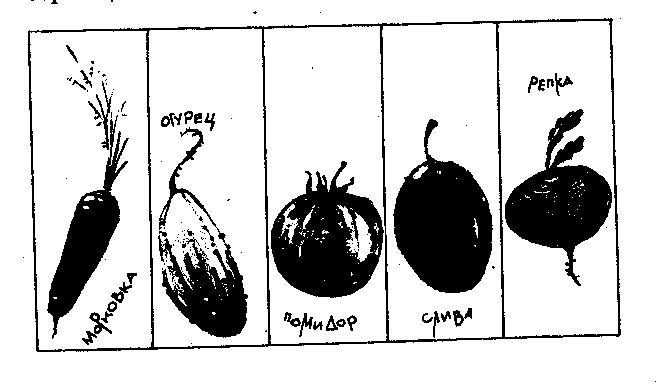 морковка
огурец
помидор
слива
репка